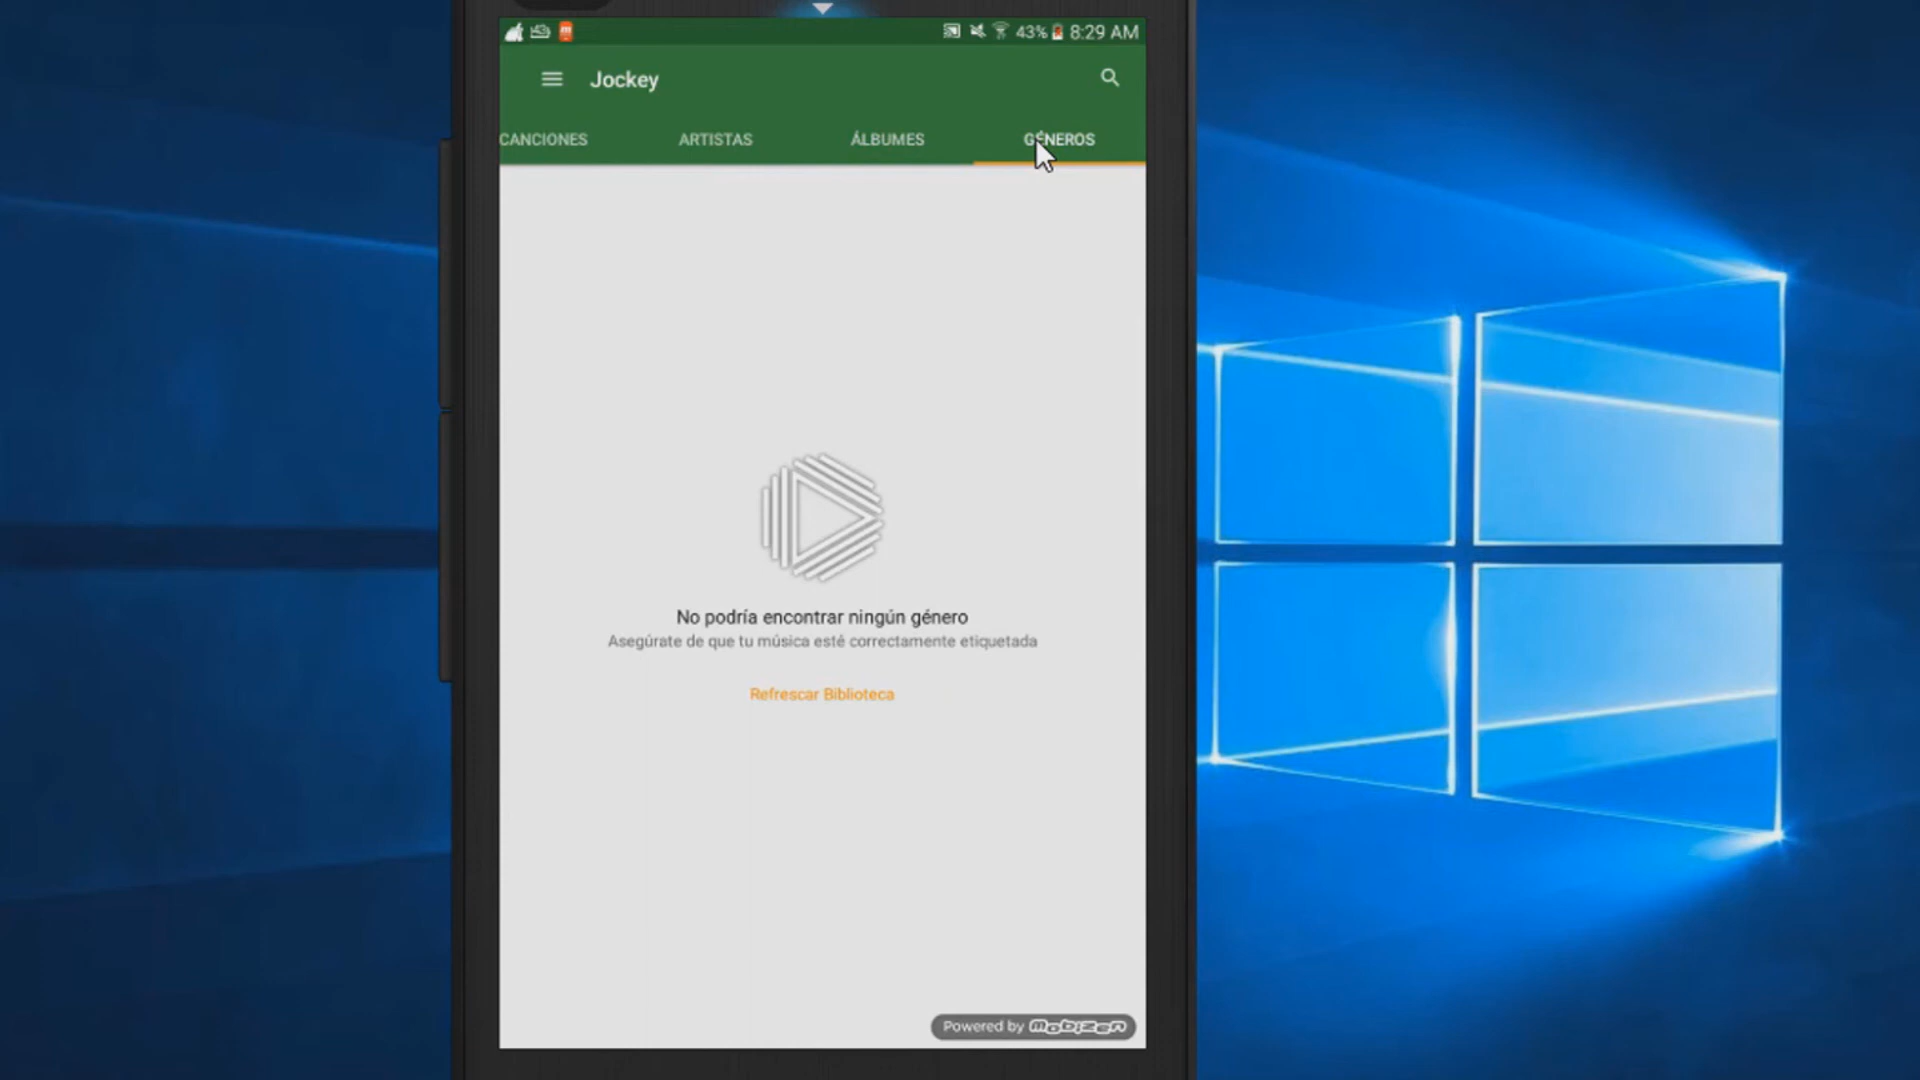 43% 8:29 AM
Jockey
CANCIONES ARTISTAS ÁLBUMES GÉNEROS
No podría encontrar ningún género
Asegúrate de que tu música esté correctamente etiquetada
Refrescar Biblioteca
Powered by mobizen